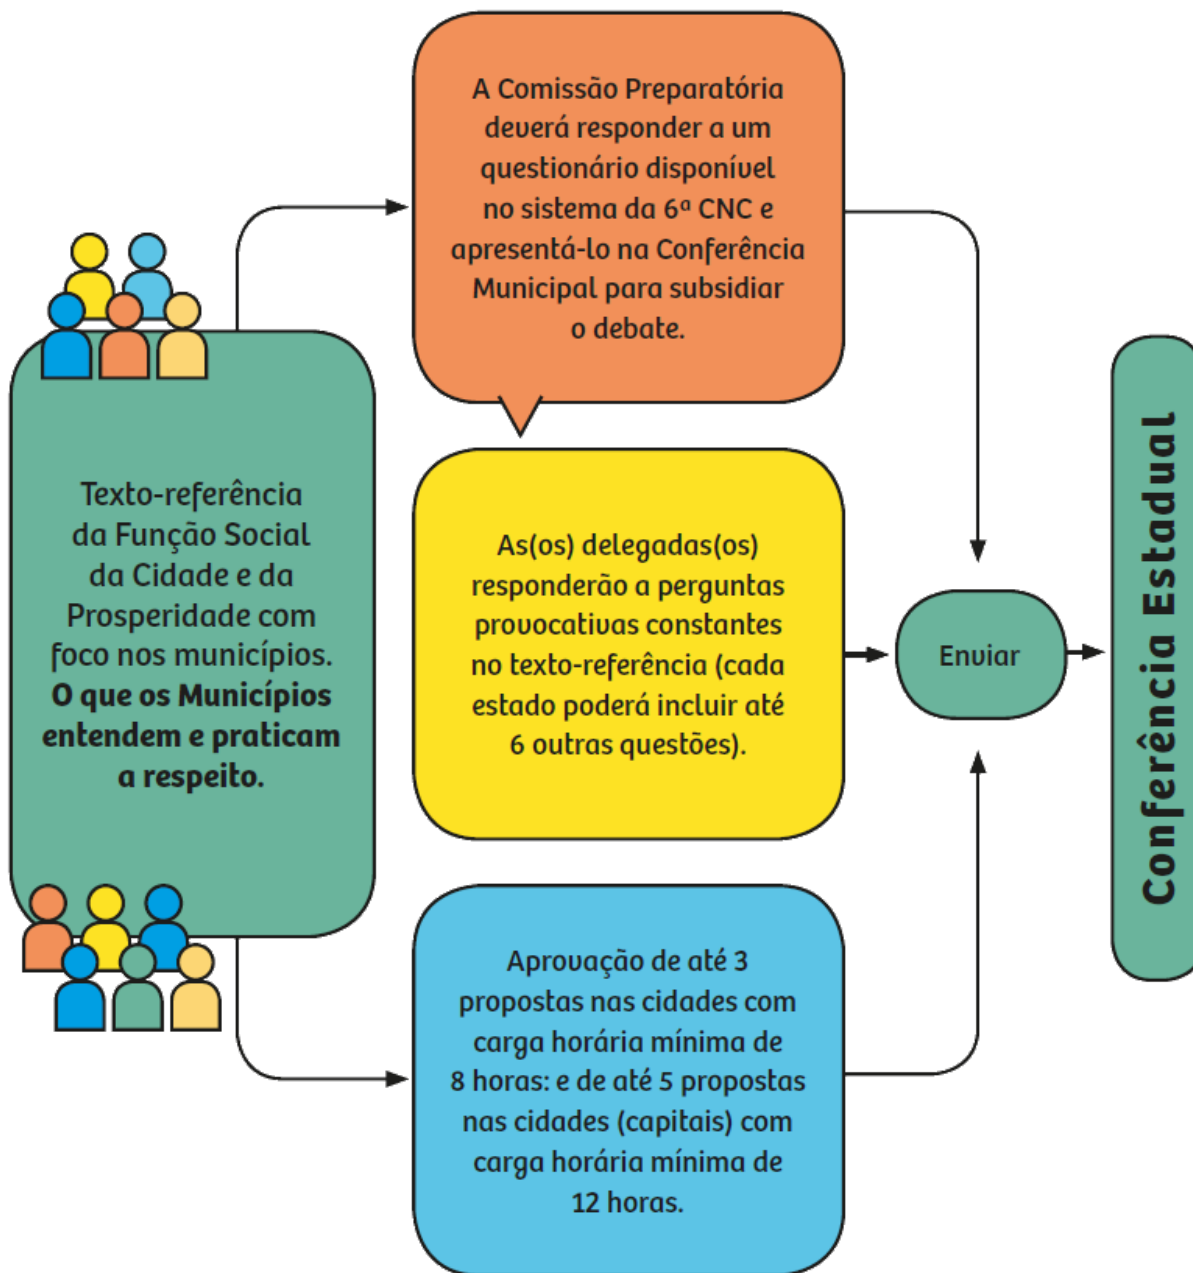 Texto-referência
da Função Social
da Cidade e da
Prosperidade com
foco nos municípios.
O que os Municípios
entendem e praticam
a respeito.
A Comissão Preparatória
deverá responder a um
questionário disponível
no sistema da 6ª CNC e
apresentá-lo na Conferência
Municipal para subsidiar
o debate.
As(os) delegadas(os)
responderão a perguntas
provocativas constantes
no texto-referência (cada
estado poderá incluir até
6 outras questões).
Aprovação de até 3
propostas nas cidades com
carga horária mínima de
8 horas: e de até 5 propostas
nas cidades (capitais) com
carga horária mínima de
12 horas.
Enviar
Conferência Estadual